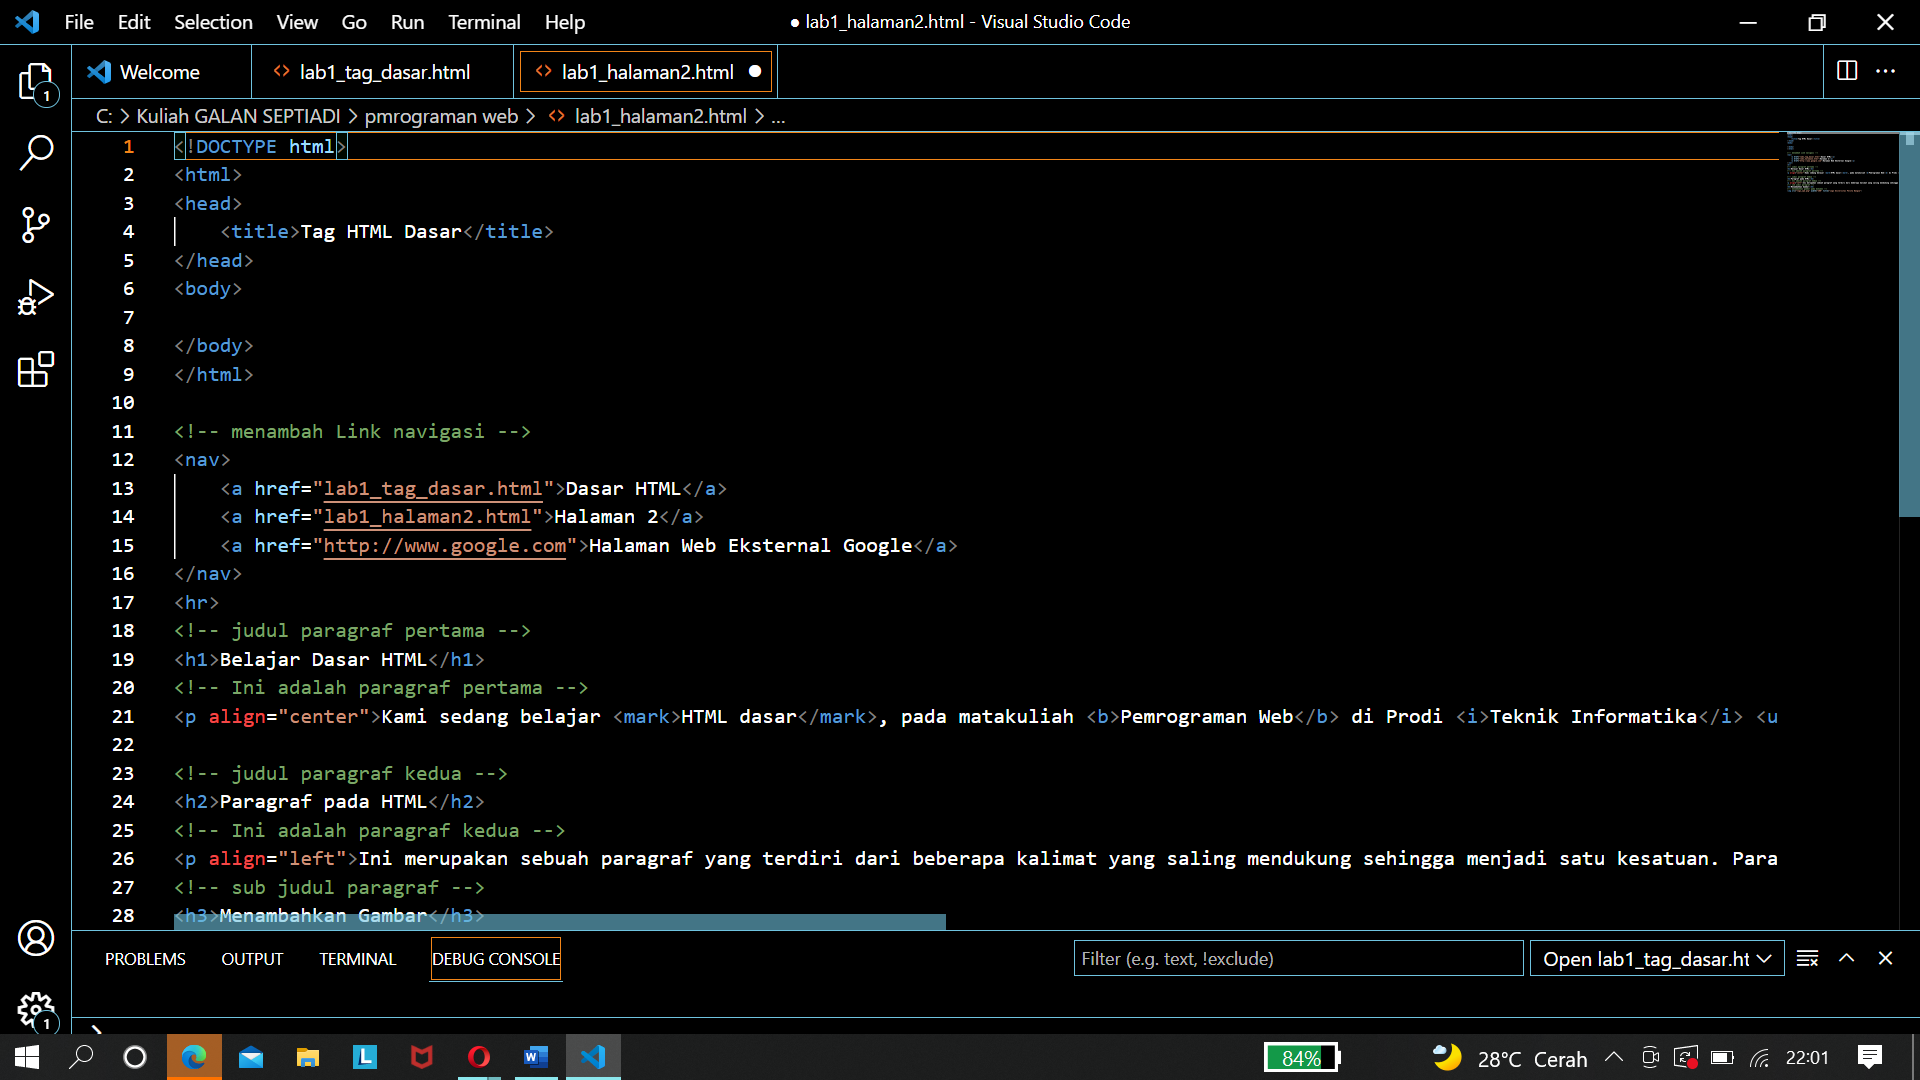 File Edit Selection View Go Run Terminal Help ● lab1_halaman2.html - Visual Studio Code
Welcome lab1_tag_dasar.html lab1_halaman2.html
C: > Kuliah GALAN SEPTIADI > pmrograman web > lab1_halaman2.html > ...
1 <!DOCTYPE html>
2 <html>
3 <head>
4     <title>Tag HTML Dasar</title>
5 </head>
6 <body>
7
8 </body>
9 </html>
10
11 <!-- menambah Link navigasi -->
12 <nav>
13     <a href="lab1_tag_dasar.html">Dasar HTML</a>
14     <a href="lab1_halaman2.html">Halaman 2</a>
15     <a href="http://www.google.com">Halaman Web Eksternal Google</a>
16 </nav>
17 <hr>
18 <!-- judul paragraf pertama -->
19 <h1>Belajar Dasar HTML</h1>
20 <!-- Ini adalah paragraf pertama -->
21 <p align="center">Kami sedang belajar <mark>HTML dasar</mark>, pada matakuliah <b>Pemrograman Web</b> di Prodi <i>Teknik Informatika</i> <u
22
23 <!-- judul paragraf kedua -->
24 <h2>Paragraf pada HTML</h2>
25 <!-- Ini adalah paragraf kedua -->
26 <p align="left">Ini merupakan sebuah paragraf yang terdiri dari beberapa kalimat yang saling mendukung sehingga menjadi satu kesatuan. Para
27 <!-- sub judul paragraf -->
28 <h3>Menambahkan Gambar</h3>
PROBLEMS OUTPUT TERMINAL DEBUG CONSOLE Filter (e.g. text, !exclude) Open lab1_tag_dasar.ht
1
1
84% 28°C Cerah 22:01